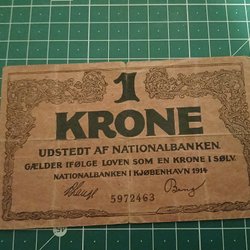 1
KRONE
UDSTEDT AF NATIONALBANKEN.
GÆLDER IFØLGE LOVEN SOM EN KRONE I SØLV.
NATIONALBANKEN I KJØBENHAVN 1914
5972463